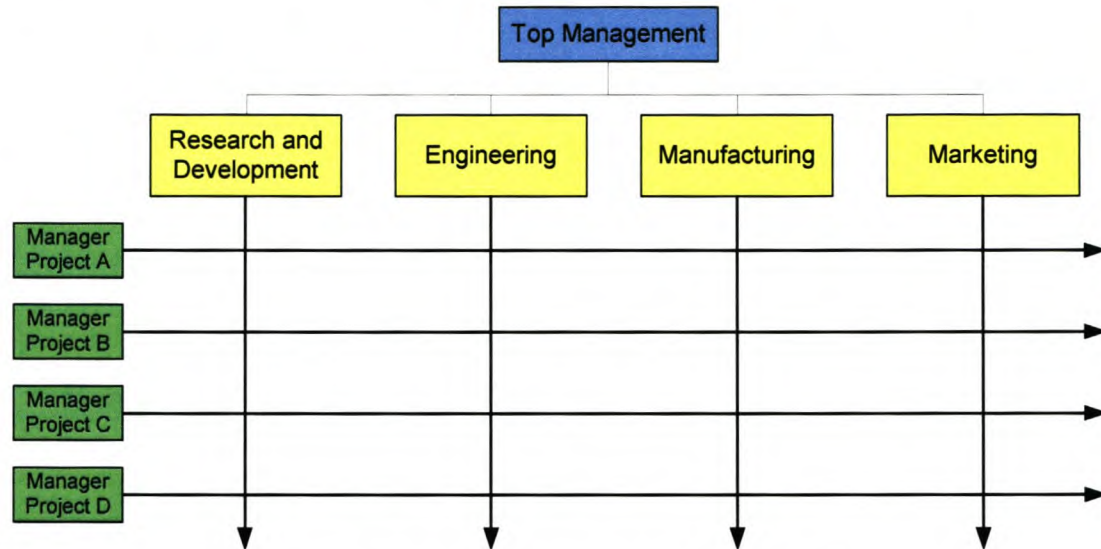 Top Management
Research and
Development
Engineering
Manufacturing
Marketing
Manager
Project A
Manager
Project B
Manager
Project C
Manager
Project D